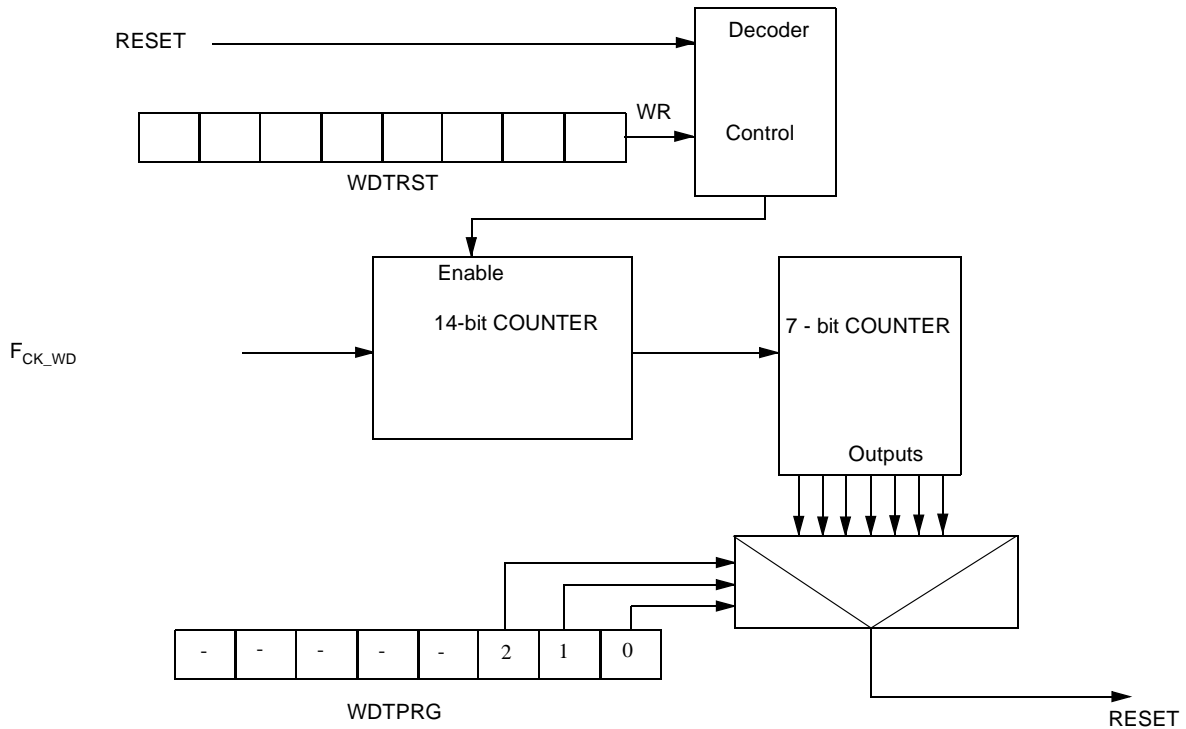 RESET
Decoder
WR
Control
WDTRST
Enable
14-bit COUNTER
7 - bit COUNTER
FCK_WD
Outputs
- - - - - 2 1 0
WDTPRG
RESET